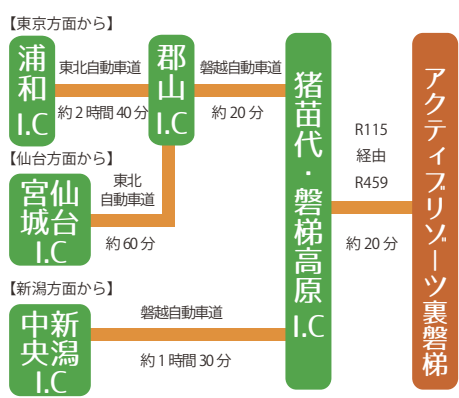 【東京方面から】
浦和I.C
東北自動車道
約2時間40分
郡山I.C
磐越自動車道
約20分
【仙台方面から】
仙台宮城I.C
東北
自動車道
約60分
【新潟方面から】
新潟中央I.C
磐越自動車道
約1時間30分
猪苗代・磐梯高原I.C
R115
経由
R459
約20分
アクティブリゾーツ裏磐梯